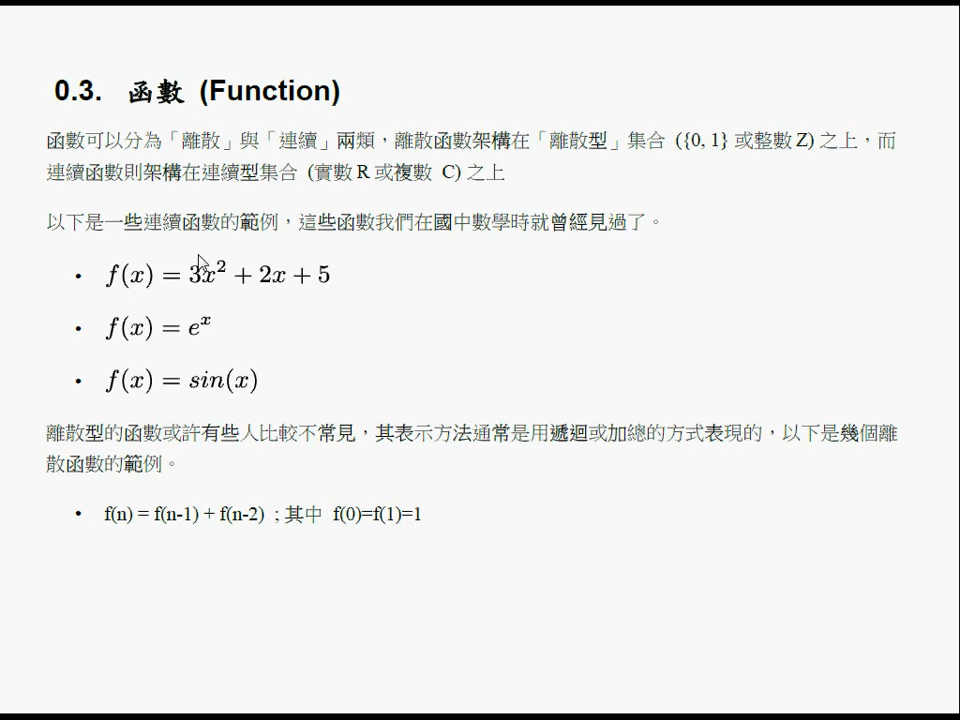 0.3. 函數 (Function)
函數可以分為「離散」與「連續」兩類，離散函數架構在「離散型」集合 ({0, 1} 或整數 Z) 之上，而
連續函數則架構在連續型集合 (實數 R 或複數 C) 之上
以下是一些連續函數的範例，這些函數我們在國中數學時就曾經見過了。
• f(x) = 3x² + 2x + 5
• f(x) = eˣ
• f(x) = sin(x)
離散型的函數或許有些人比較不常見，其表示方法通常是用遞迴或加總的方式表現的，以下是幾個離
散函數的範例。
• f(n) = f(n-1) + f(n-2) ; 其中 f(0)=f(1)=1